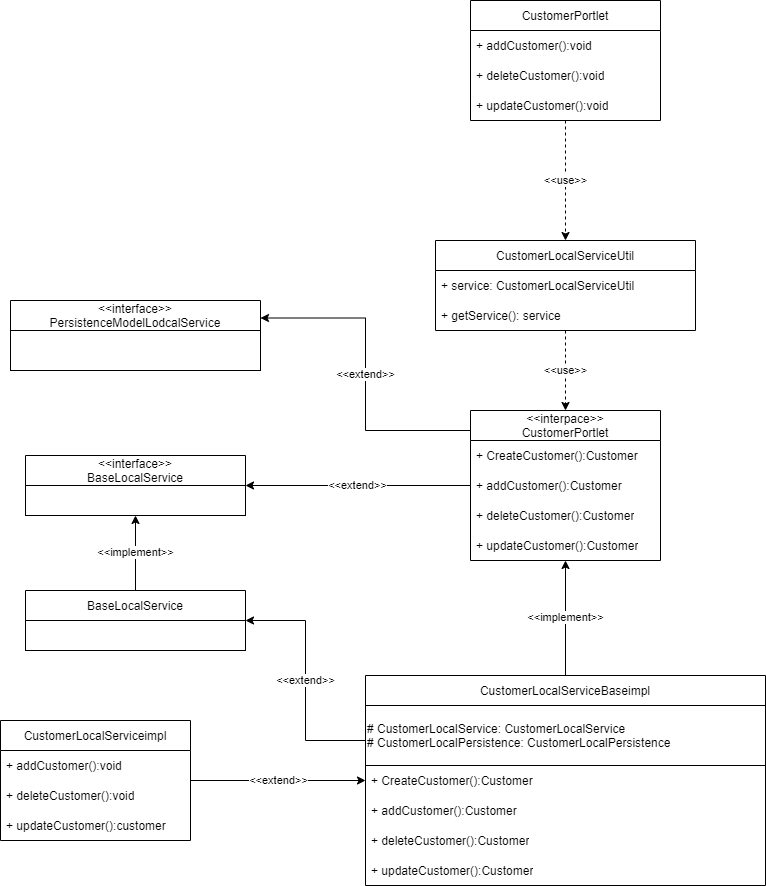 CustomerPortlet
+ addCustomer():void
+ deleteCustomer():void
+ updateCustomer():void
<<use>>
CustomerLocalServiceUtil
+ service: CustomerLocalServiceUtil
+ getService(): service
<<interface>>
PersistenceModelLodcalService
<<extend>>
<<use>>
<<interpace>>
CustomerPortlet
+ CreateCustomer():Customer
+ addCustomer():Customer
+ deleteCustomer():Customer
+ updateCustomer():Customer
<<interface>>
BaseLocalService
<<extend>>
<<implement>>
BaseLocalService
<<implement>>
<<extend>>
CustomerLocalServiceBaseimpl
# CustomerLocalService: CustomerLocalService
# CustomerLocalPersistence: CustomerLocalPersistence
+ CreateCustomer():Customer
+ addCustomer():Customer
+ deleteCustomer():Customer
+ updateCustomer():Customer
CustomerLocalServiceimpl
+ addCustomer():void
+ deleteCustomer():void
+ updateCustomer():customer
<<extend>>